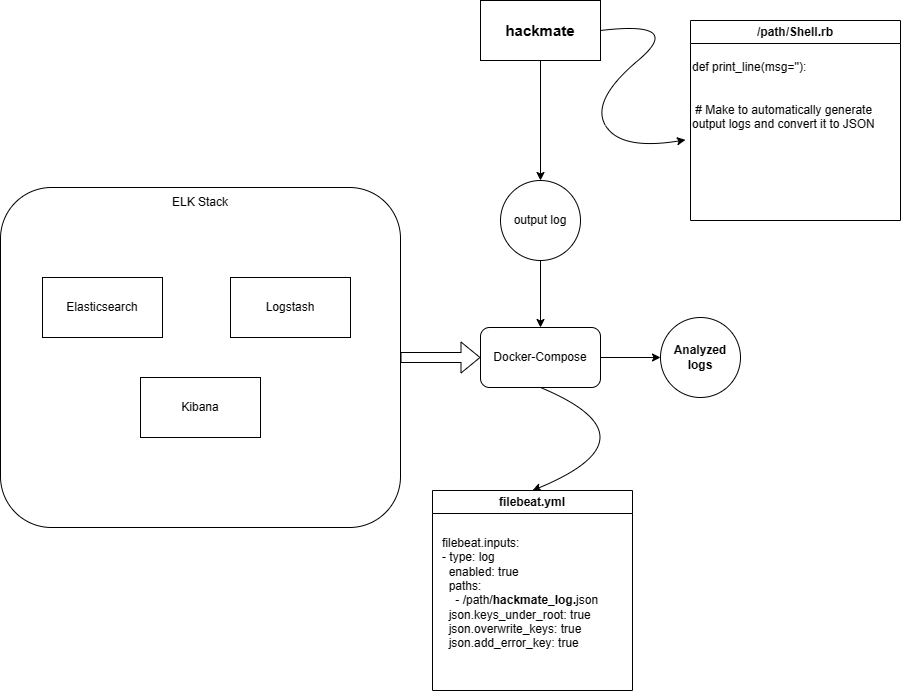 hackmate
/path/Shell.rb
def print_line(msg=''):
# Make to automatically generate
output logs and convert it to JSON
ELK Stack
output log
Elasticsearch
Logstash
Docker-Compose
Analyzed
logs
Kibana
filebeat.yml
filebeat.inputs:
- type: log
enabled: true
paths:
- /path/hackmate_log.json
json.keys_under_root: true
json.overwrite_keys: true
json.add_error_key: true